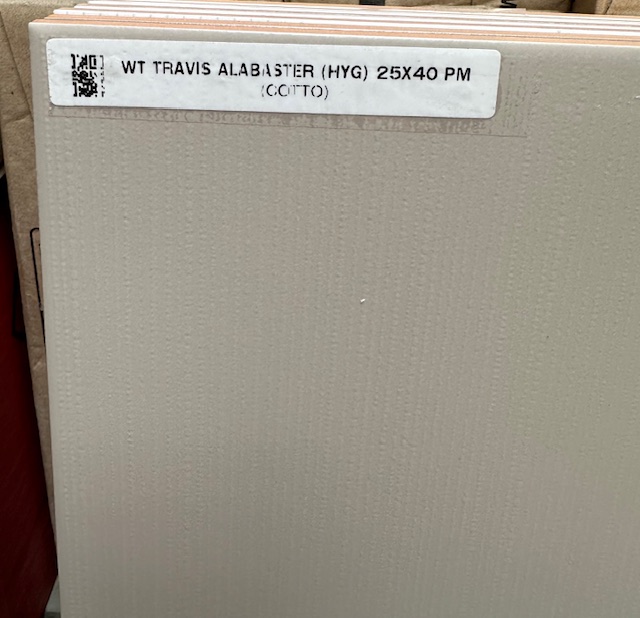 WT TRAVIS ALABASTER (HYG) 25X40 PM
(COTTO)